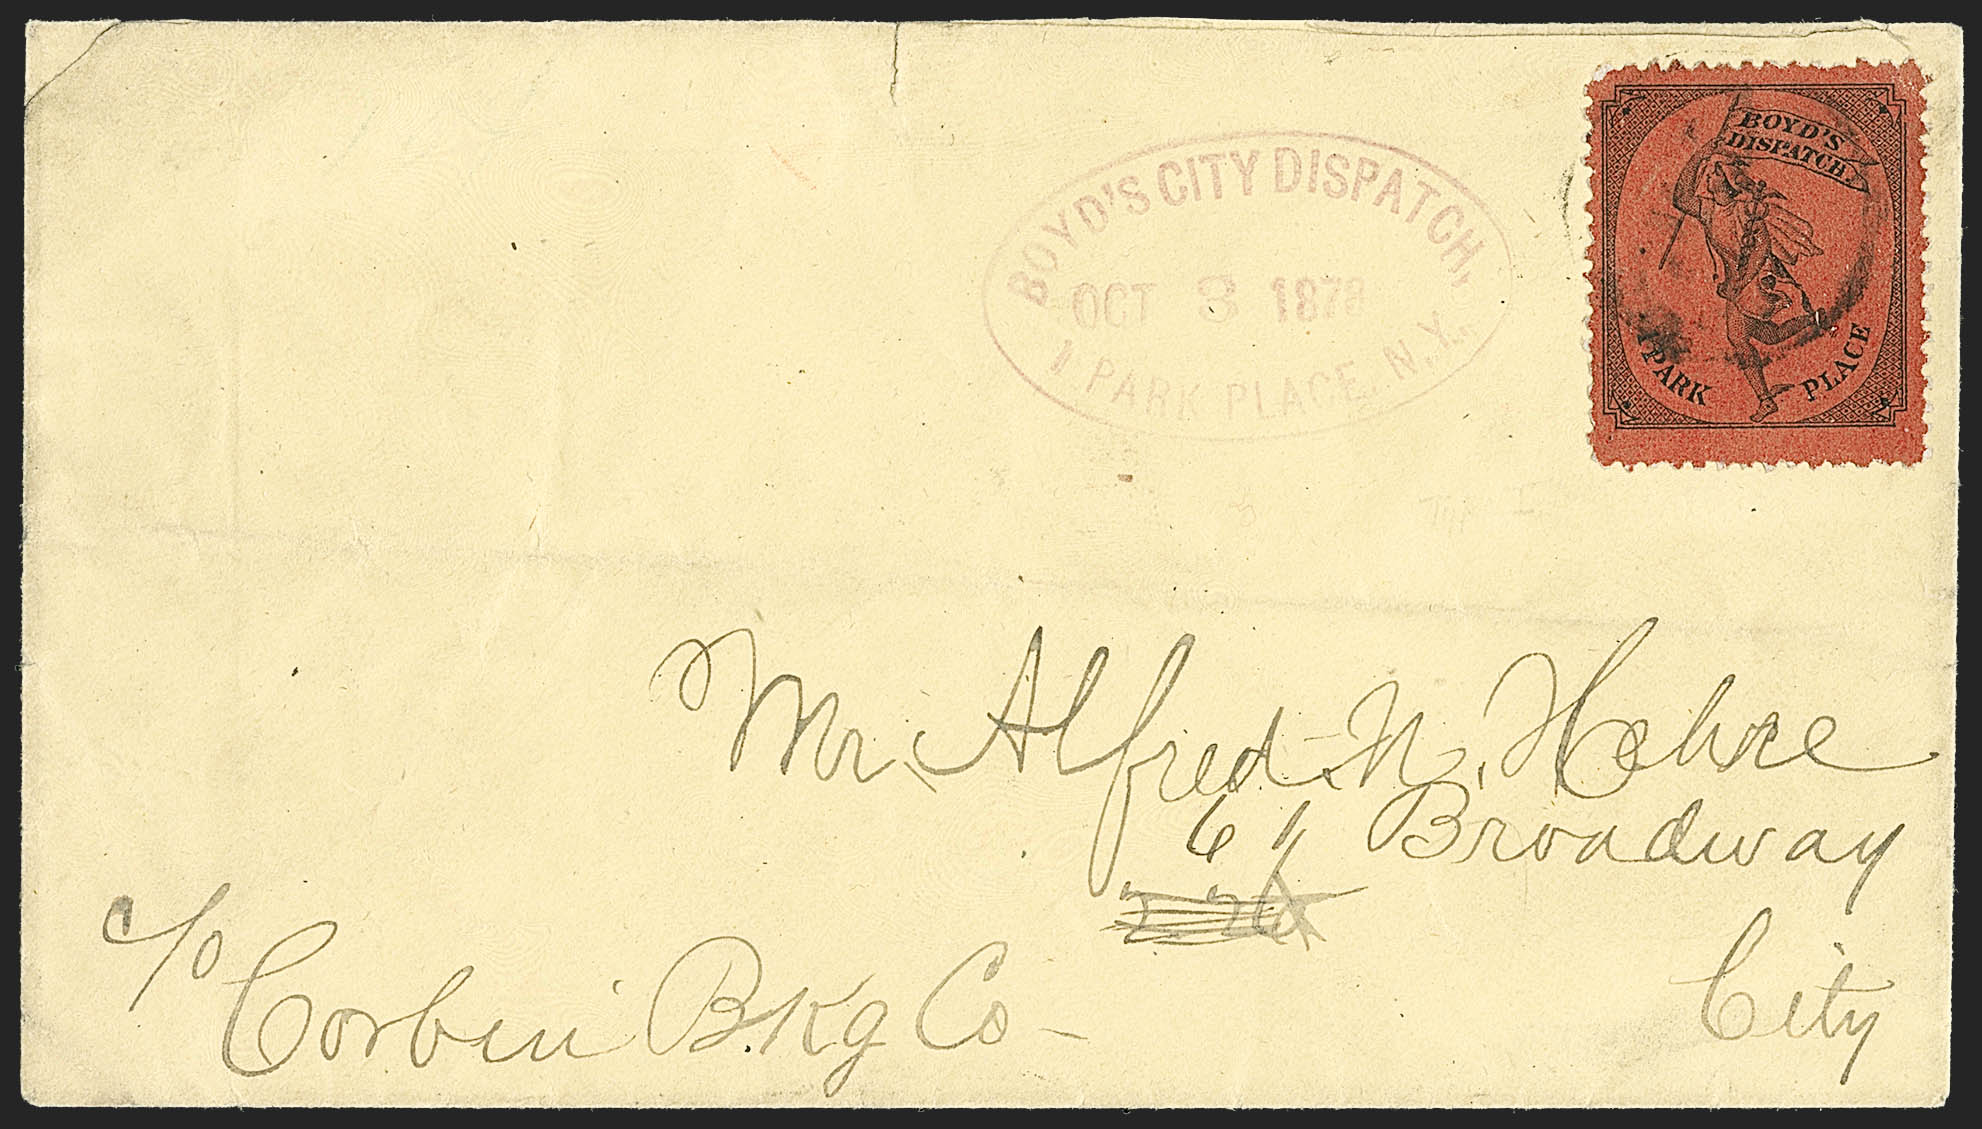 BOYD'S CITY DISPATCH,
OCT 3 1878
1 PARK PLACE, N.Y.
BOYD'S
DISPATCH.
1 PARK PLACE
Mr. Alfred N.
61 Broadway
City
c/o Corbin Bkg Co